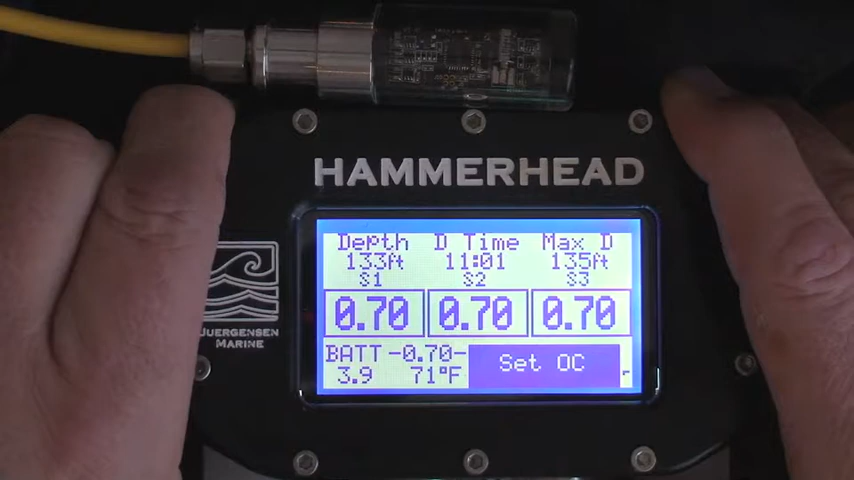 HAMMERHEAD
Depth D Time Max D
133ft 11:01 135ft
S1 S2 S3
0.70 0.70 0.70
BATT -0.70- Set OC
3.9 71°F
JUERGENSEN
MARINE